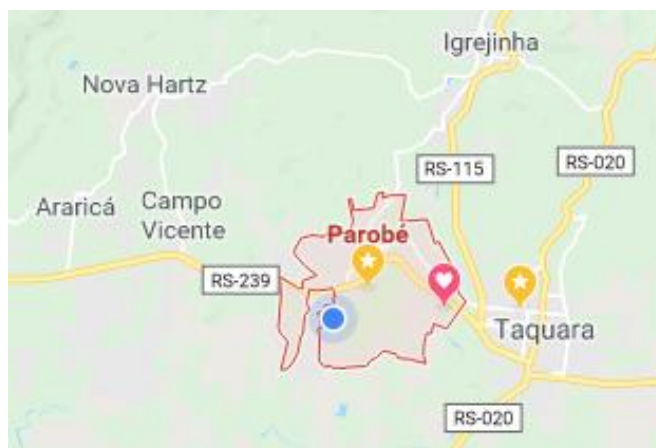 Igrejinha
Nova Hartz
RS-020
RS-115
Araricá
Campo
Vicente
Parobé
RS-239
Taquara
RS-020